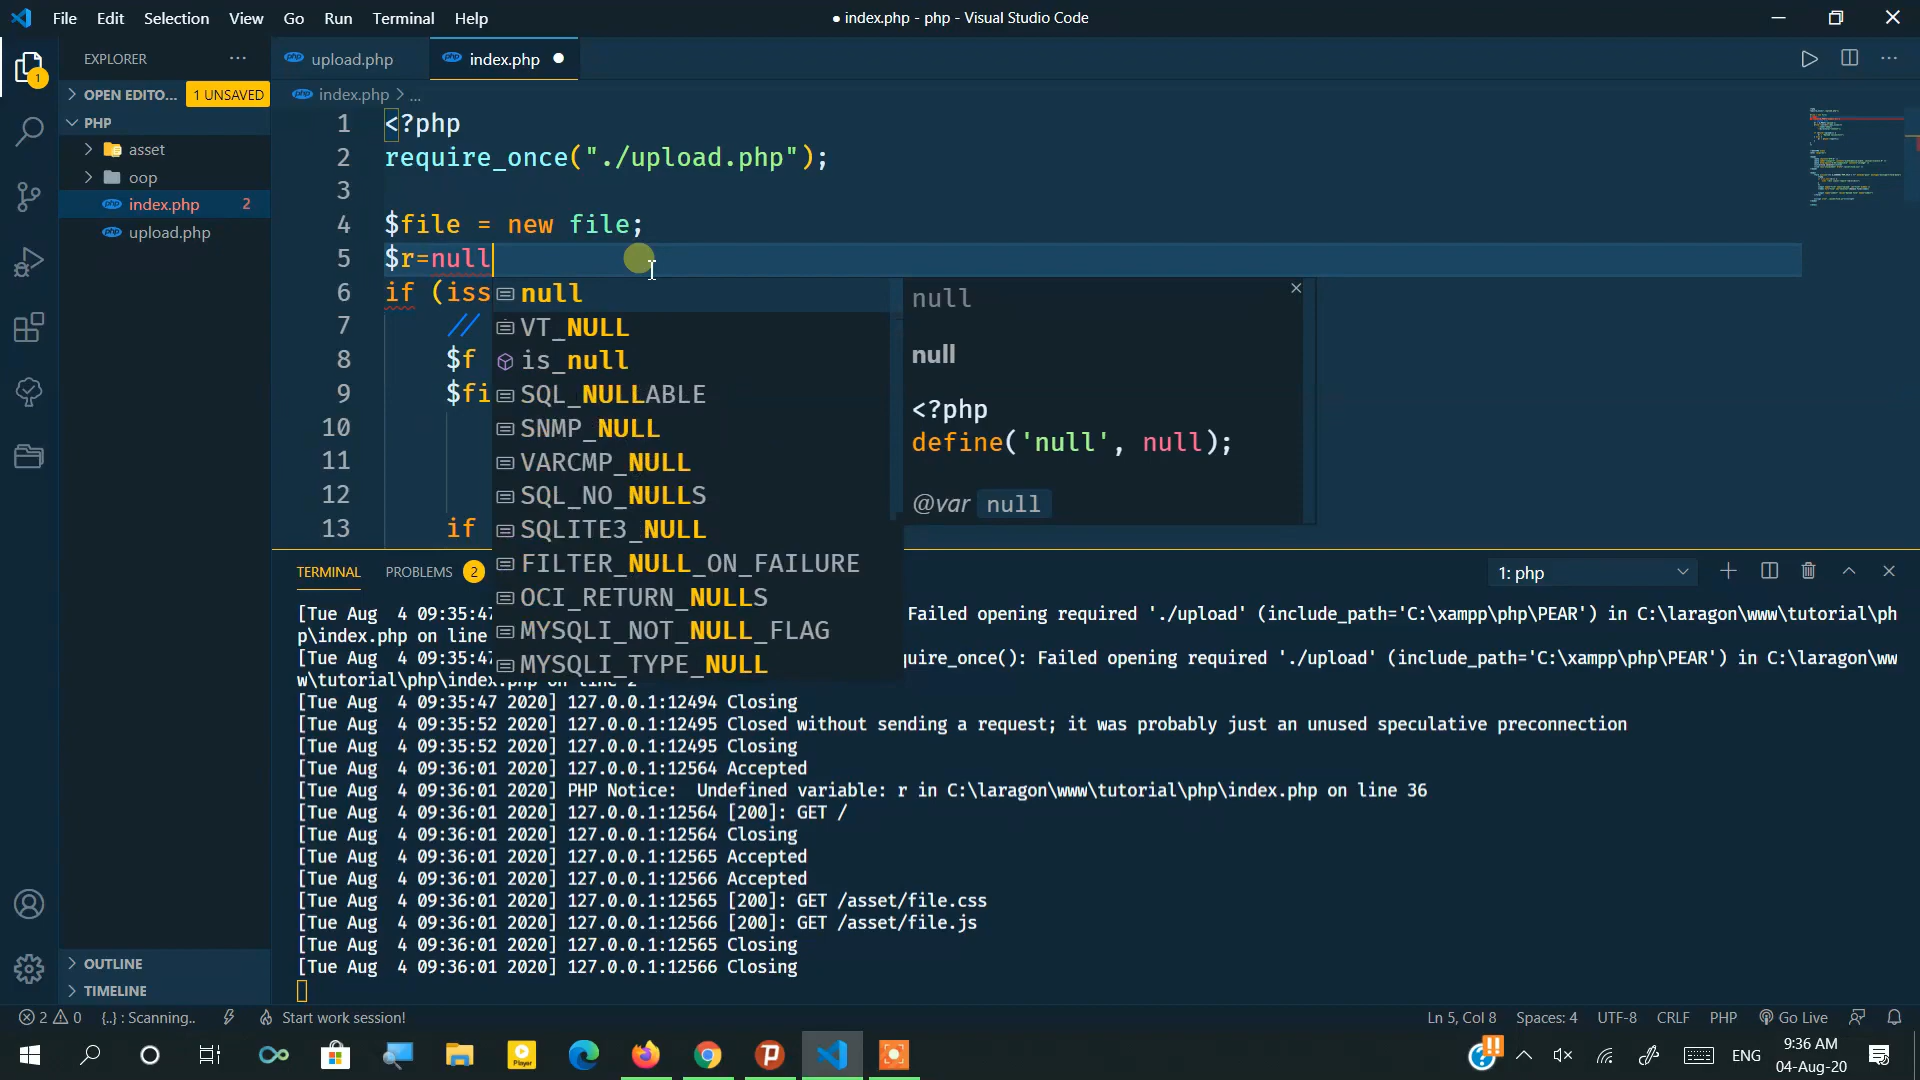 File Edit Selection View Go Run Terminal Help
● index.php - php - Visual Studio Code
EXPLORER ...
upload.php
index.php ●
OPEN EDITO... 1 UNSAVED
index.php > ...
PHP
asset
oop
index.php 2
upload.php
1 <?php
2 require_once("./upload.php");
3
4 $file = new file;
5 $r=null
6 if (iss
7 //
8 $f
9 $fi
10
11
12
13 if
null
VT_NULL
is_null
SQL_NULLABLE
SNMP_NULL
VARCMP_NULL
SQL_NO_NULLS
SQLITE3_NULL
FILTER_NULL_ON_FAILURE
OCI_RETURN_NULLS
MYSQLI_NOT_NULL_FLAG
MYSQLI_TYPE_NULL
null
null
<?php
define('null', null);
@var null
TERMINAL PROBLEMS 2
1: php
[Tue Aug 4 09:35:47 Failed opening required './upload' (include_path='C:\xampp\php\PEAR') in C:\laragon\www\tutorial\ph
p\index.php on line
[Tue Aug 4 09:35:47 quire_once(): Failed opening required './upload' (include_path='C:\xampp\php\PEAR') in C:\laragon\ww
w\tutorial\php\index.php on line 2
[Tue Aug 4 09:35:47 2020] 127.0.0.1:12494 Closing
[Tue Aug 4 09:35:52 2020] 127.0.0.1:12495 Closed without sending a request; it was probably just an unused speculative preconnection
[Tue Aug 4 09:35:52 2020] 127.0.0.1:12495 Closing
[Tue Aug 4 09:36:01 2020] 127.0.0.1:12564 Accepted
[Tue Aug 4 09:36:01 2020] PHP Notice: Undefined variable: r in C:\laragon\www\tutorial\php\index.php on line 36
[Tue Aug 4 09:36:01 2020] 127.0.0.1:12564 [200]: GET /
[Tue Aug 4 09:36:01 2020] 127.0.0.1:12564 Closing
[Tue Aug 4 09:36:01 2020] 127.0.0.1:12565 Accepted
[Tue Aug 4 09:36:01 2020] 127.0.0.1:12566 Accepted
[Tue Aug 4 09:36:01 2020] 127.0.0.1:12565 [200]: GET /asset/file.css
[Tue Aug 4 09:36:01 2020] 127.0.0.1:12566 [200]: GET /asset/file.js
[Tue Aug 4 09:36:01 2020] 127.0.0.1:12565 Closing
[Tue Aug 4 09:36:01 2020] 127.0.0.1:12566 Closing
OUTLINE
TIMELINE
2 0 {..} : Scanning.. Start work session!
Ln 5, Col 8 Spaces: 4 UTF-8 CRLF PHP Go Live
ENG
9:36 AM
04-Aug-20